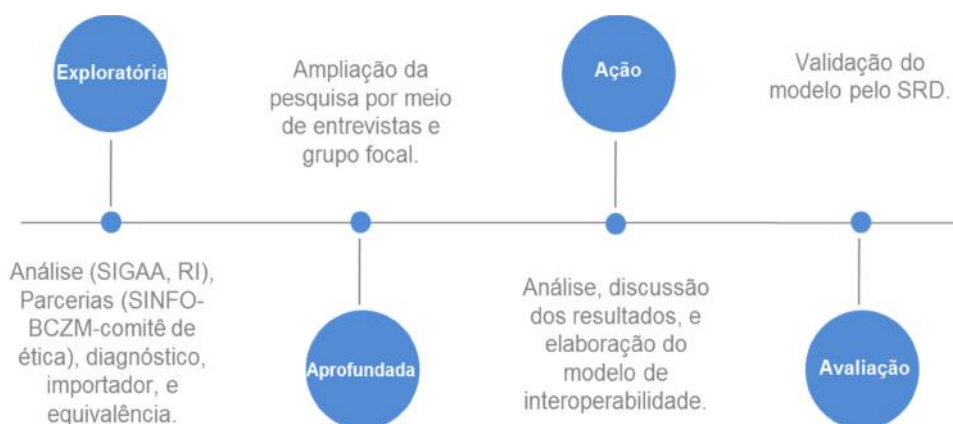 Exploratória
Análise (SIGAA, RI),
Parcerias (SINFO-
BCZM-comitê de
ética), diagnóstico,
importador, e
equivalência.
Ampliação da
pesquisa por meio
de entrevistas e
grupo focal.
Aprofundada
Ação
Análise, discussão
dos resultados, e
elaboração do
modelo de
interoperabilidade.
Validação do
modelo pelo SRD.
Avaliação